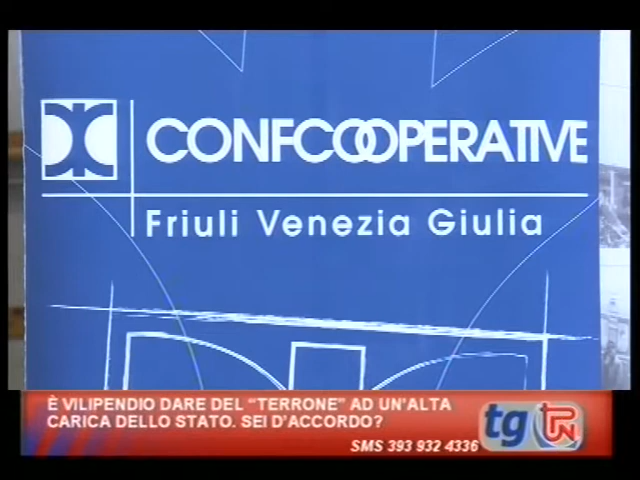 CONFCOOPERATIVE
Friuli Venezia Giulia
È VILIPENDIO DARE DEL “TERRONE” AD UN'ALTA
CARICA DELLO STATO. SEI D'ACCORDO?
SMS 393 932 4336
tg TPN